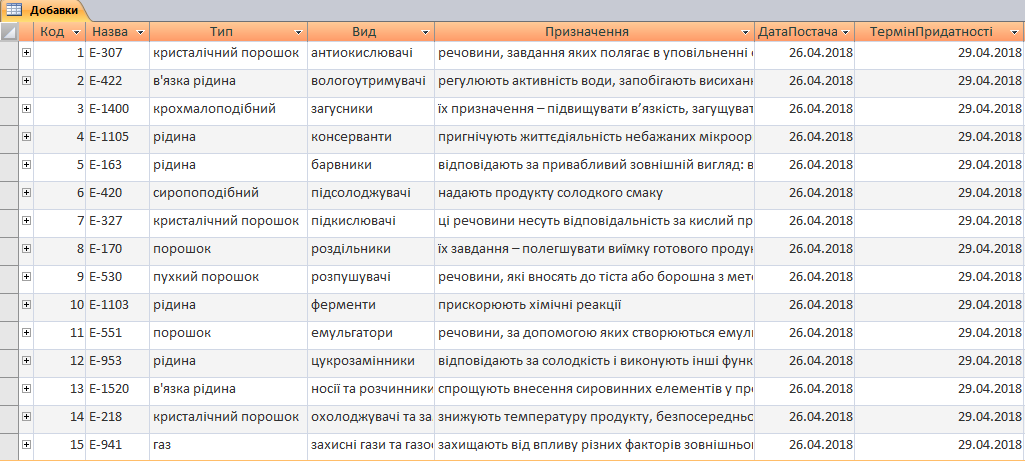 Добавки
Код Назва Тип Вид Призначення ДатаПостача ТермінПридатності
1 Е-307 кристалічний порошок антиокислювачі речовини, завдання яких полягає в уповільненні 26.04.2018 29.04.2018
2 Е-422 в'язка рідина вологоутримувачі регулюють активність води, запобігають висихан 26.04.2018 29.04.2018
3 Е-1400 крохмалоподібний загусники їх призначення – підвищувати в’язкість, загущуват 26.04.2018 29.04.2018
4 Е-1105 рідина консерванти пригнічують життєдіяльність небажаних мікроор 26.04.2018 29.04.2018
5 Е-163 рідина барвники відповідають за привабливий зовнішній вигляд: в 26.04.2018 29.04.2018
6 Е-420 сиропоподібний підсолоджувачі надають продукту солодкого смаку 26.04.2018 29.04.2018
7 Е-327 кристалічний порошок підкислювачі ці речовини несуть відповідальність за кислий пр 26.04.2018 29.04.2018
8 Е-170 порошок роздільники їх завдання – полегшувати виїмку готового проду 26.04.2018 29.04.2018
9 Е-530 пухкий порошок розпушувачі речовини, які вносять до тіста або борошна з мет 26.04.2018 29.04.2018
10 Е-1103 рідина ферменти прискорюють хімічні реакції 26.04.2018 29.04.2018
11 Е-551 порошок емульгатори речовини, за допомогою яких створюються емул 26.04.2018 29.04.2018
12 Е-953 рідина цукрозамінники відповідають за солодкість і виконують інші функ 26.04.2018 29.04.2018
13 Е-1520 в'язка рідина носії та розчинники спрощують внесення сировинних елементів у пр 26.04.2018 29.04.2018
14 Е-218 кристалічний порошок охолоджувачі та за знижують температуру продукту, безпосередньо 26.04.2018 29.04.2018
15 Е-941 газ захисні гази та газо захищають від впливу різних факторів зовнішньо 26.04.2018 29.04.2018